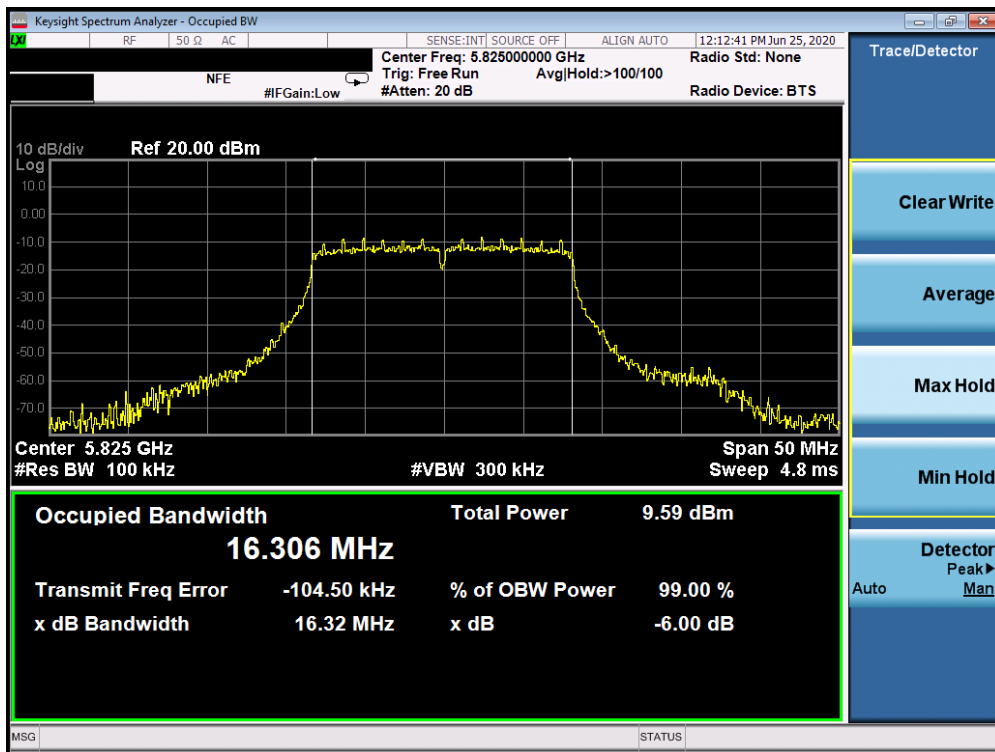 Keysight Spectrum Analyzer - Occupied BW
LXI RF 50 Ω AC SENSE:INT SOURCE OFF ALIGN AUTO 12:12:41 PM Jun 25, 2020
Center Freq: 5.825000000 GHz Radio Std: None
NFE Trig: Free Run Avg|Hold:>100/100
#IFGain:Low #Atten: 20 dB Radio Device: BTS
10 dB/div Ref 20.00 dBm
Log
10.0
0.00
-10.0
-20.0
-30.0
-40.0
-50.0
-60.0
-70.0
Center 5.825 GHz Span 50 MHz
#Res BW 100 kHz #VBW 300 kHz Sweep 4.8 ms
Occupied Bandwidth Total Power 9.59 dBm
16.306 MHz
Transmit Freq Error -104.50 kHz % of OBW Power 99.00 %
x dB Bandwidth 16.32 MHz x dB -6.00 dB
MSG STATUS
Trace/Detector
Clear Write
Average
Max Hold
Min Hold
Detector
Peak▶
Auto Man